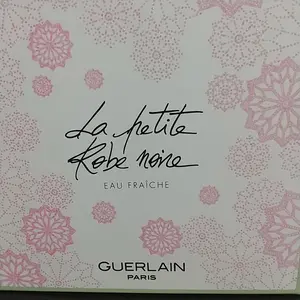 La petite
Robe noire
EAU FRAÎCHE
GUERLAIN
PARIS